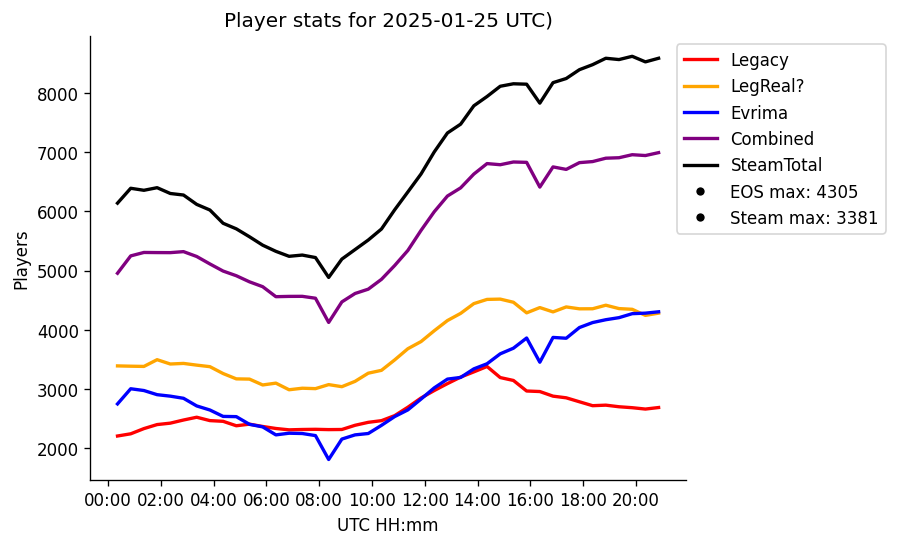 Player stats for 2025-01-25 UTC)
Legacy
LegReal?
Evrima
Combined
SteamTotal
EOS max: 4305
Steam max: 3381
Players
8000
7000
6000
5000
4000
3000
2000
00:00 02:00 04:00 06:00 08:00 10:00 12:00 14:00 16:00 18:00 20:00
UTC HH:mm